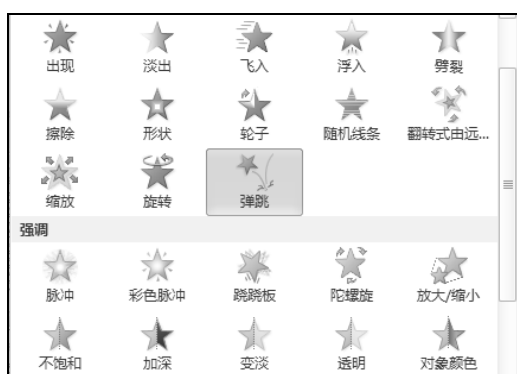 出现 淡出 飞入 浮入 劈裂
擦除 形状 轮子 随机线条 翻转式由远...
缩放 旋转 弹跳
强调
脉冲 彩色脉冲 跷跷板 陀螺旋 放大/缩小
不饱和 加深 变淡 透明 对象颜色